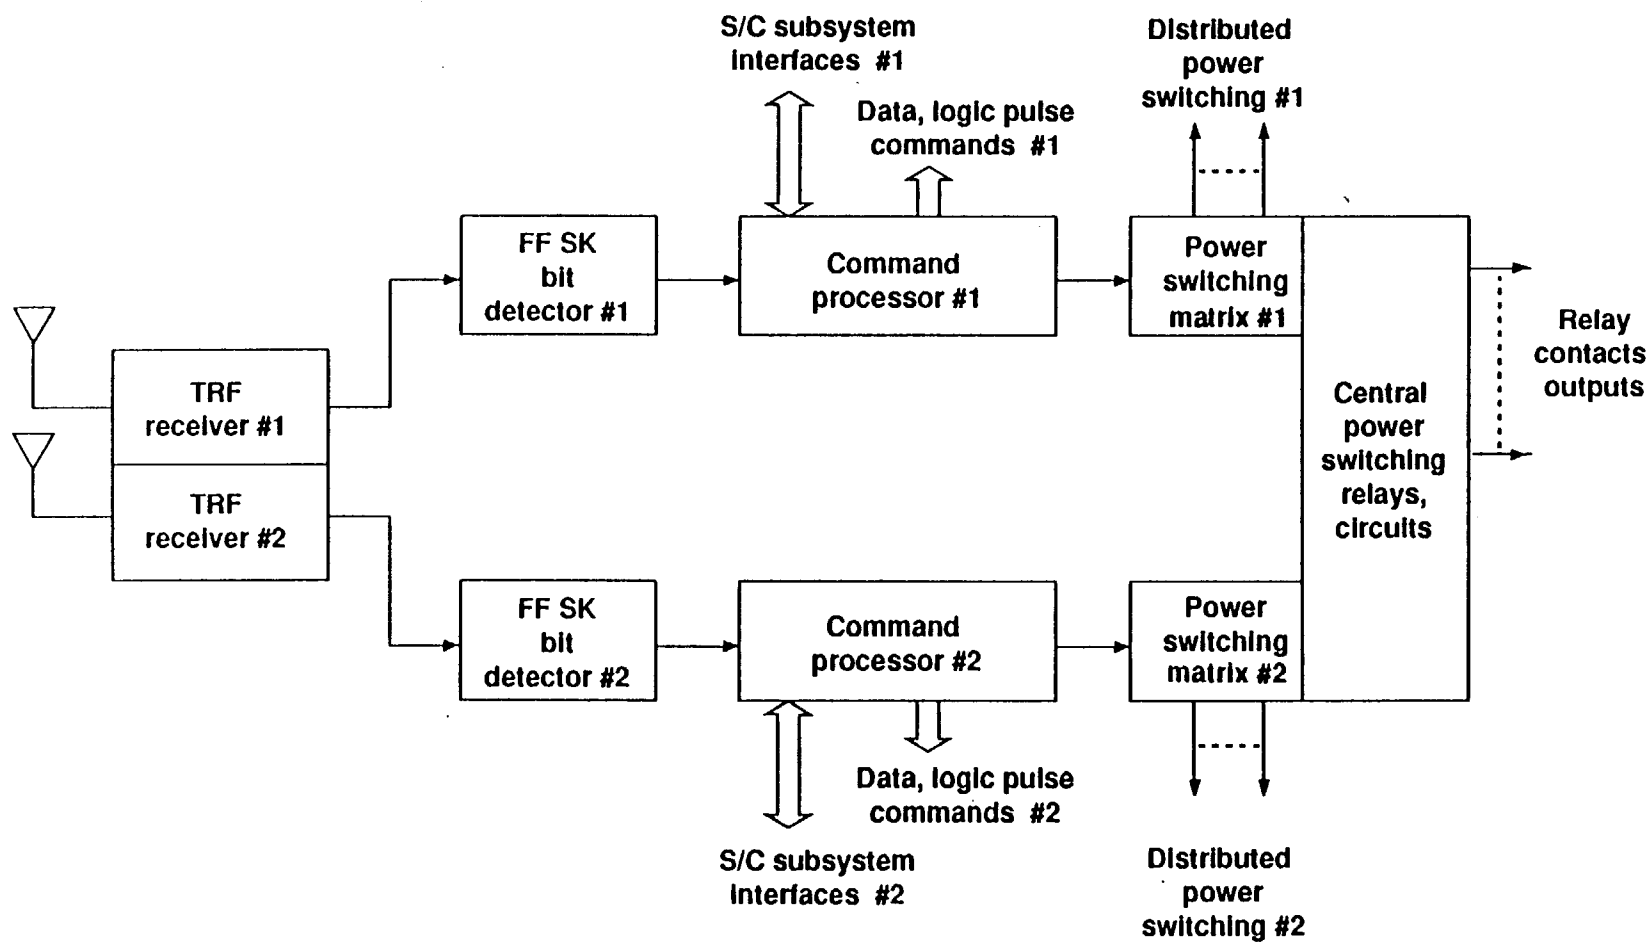 S/C subsystem
interfaces #1
Distributed
power
switching #1
Data, logic pulse
commands #1
FF SK
bit
detector #1
Command
processor #1
Power
switching
matrix #1
TRF
receiver #1
TRF
receiver #2
Central
power
switching
relays,
circuits
Relay
contacts
outputs
FF SK
bit
detector #2
Command
processor #2
Power
switching
matrix #2
Data, logic pulse
commands #2
S/C subsystem
interfaces #2
Distributed
power
switching #2